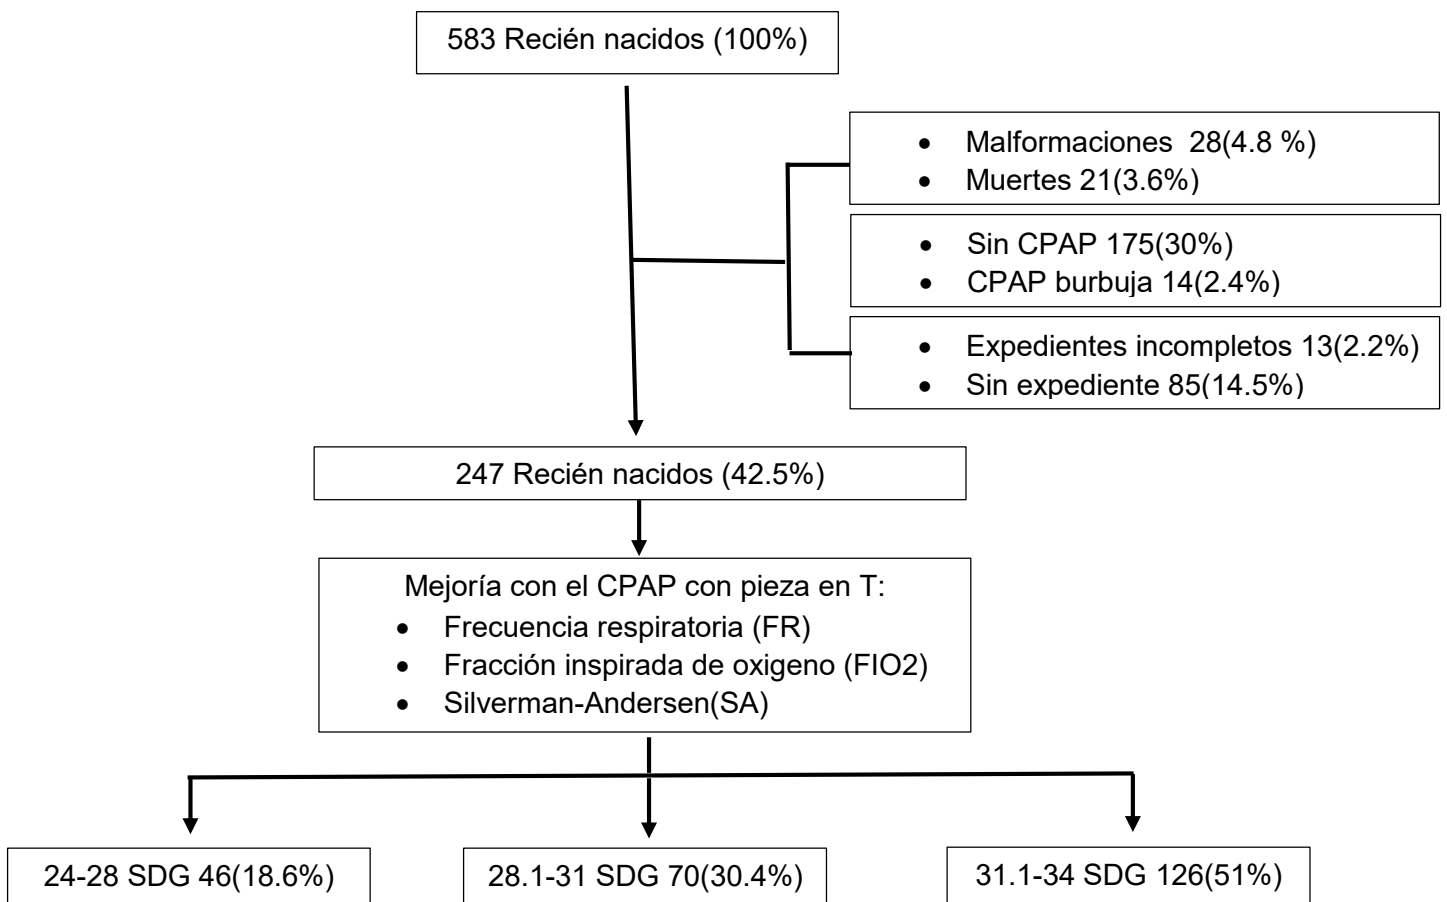 583 Recién nacidos (100%)
• Malformaciones 28(4.8 %)
• Muertes 21(3.6%)
• Sin CPAP 175(30%)
• CPAP burbuja 14(2.4%)
• Expedientes incompletos 13(2.2%)
• Sin expediente 85(14.5%)
247 Recién nacidos (42.5%)
Mejoría con el CPAP con pieza en T:
• Frecuencia respiratoria (FR)
• Fracción inspirada de oxigeno (FIO2)
• Silverman-Andersen(SA)
24-28 SDG 46(18.6%)
28.1-31 SDG 70(30.4%)
31.1-34 SDG 126(51%)